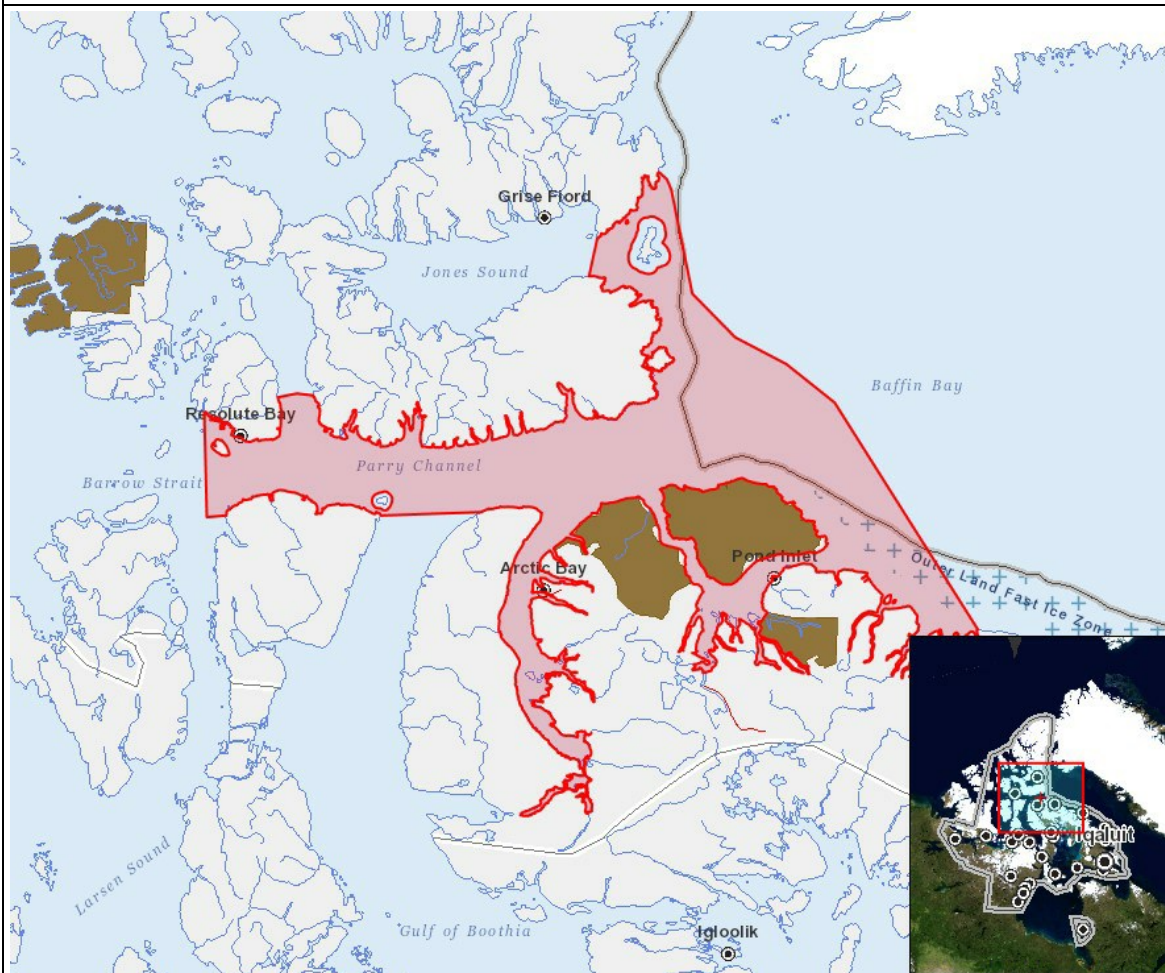 Grise Fiord
Jones Sound
Baffin Bay
Resolute Bay
Parry Channel
Barrow Strait
Arctic Bay
Pond Inlet
Outer Land Fast Ice Zone
Larsen Sound
Gulf of Boothia
Igloolik
Iqaluit